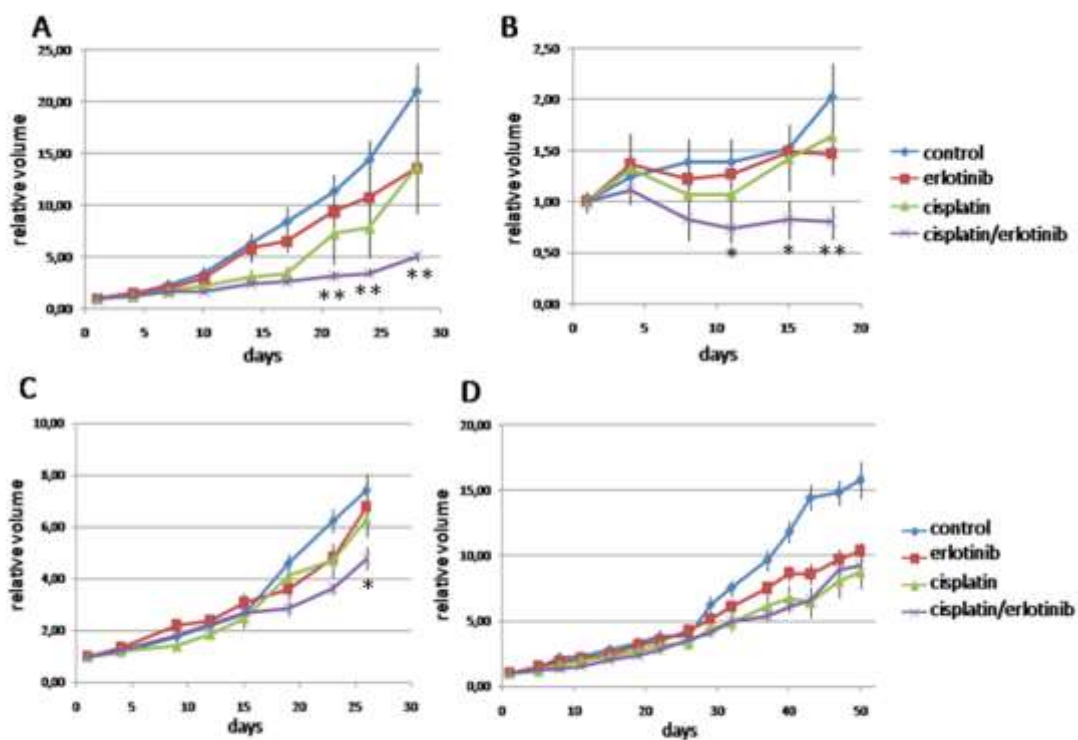 A
25,00
20,00
15,00
10,00
5,00
0,00
0 5 10 15 20 25 30
relative volume
days
** ** **
B
2,50
2,00
1,50
1,00
0,50
0,00
0 5 10 15 20
relative volume
days
* * **
control
erlotinib
cisplatin
cisplatin/erlotinib
C
10,00
8,00
6,00
4,00
2,00
0,00
0 5 10 15 20 25 30
relative volume
days
*
D
20,00
15,00
10,00
5,00
0,00
0 10 20 30 40 50
relative volume
days
control
erlotinib
cisplatin
cisplatin/erlotinib